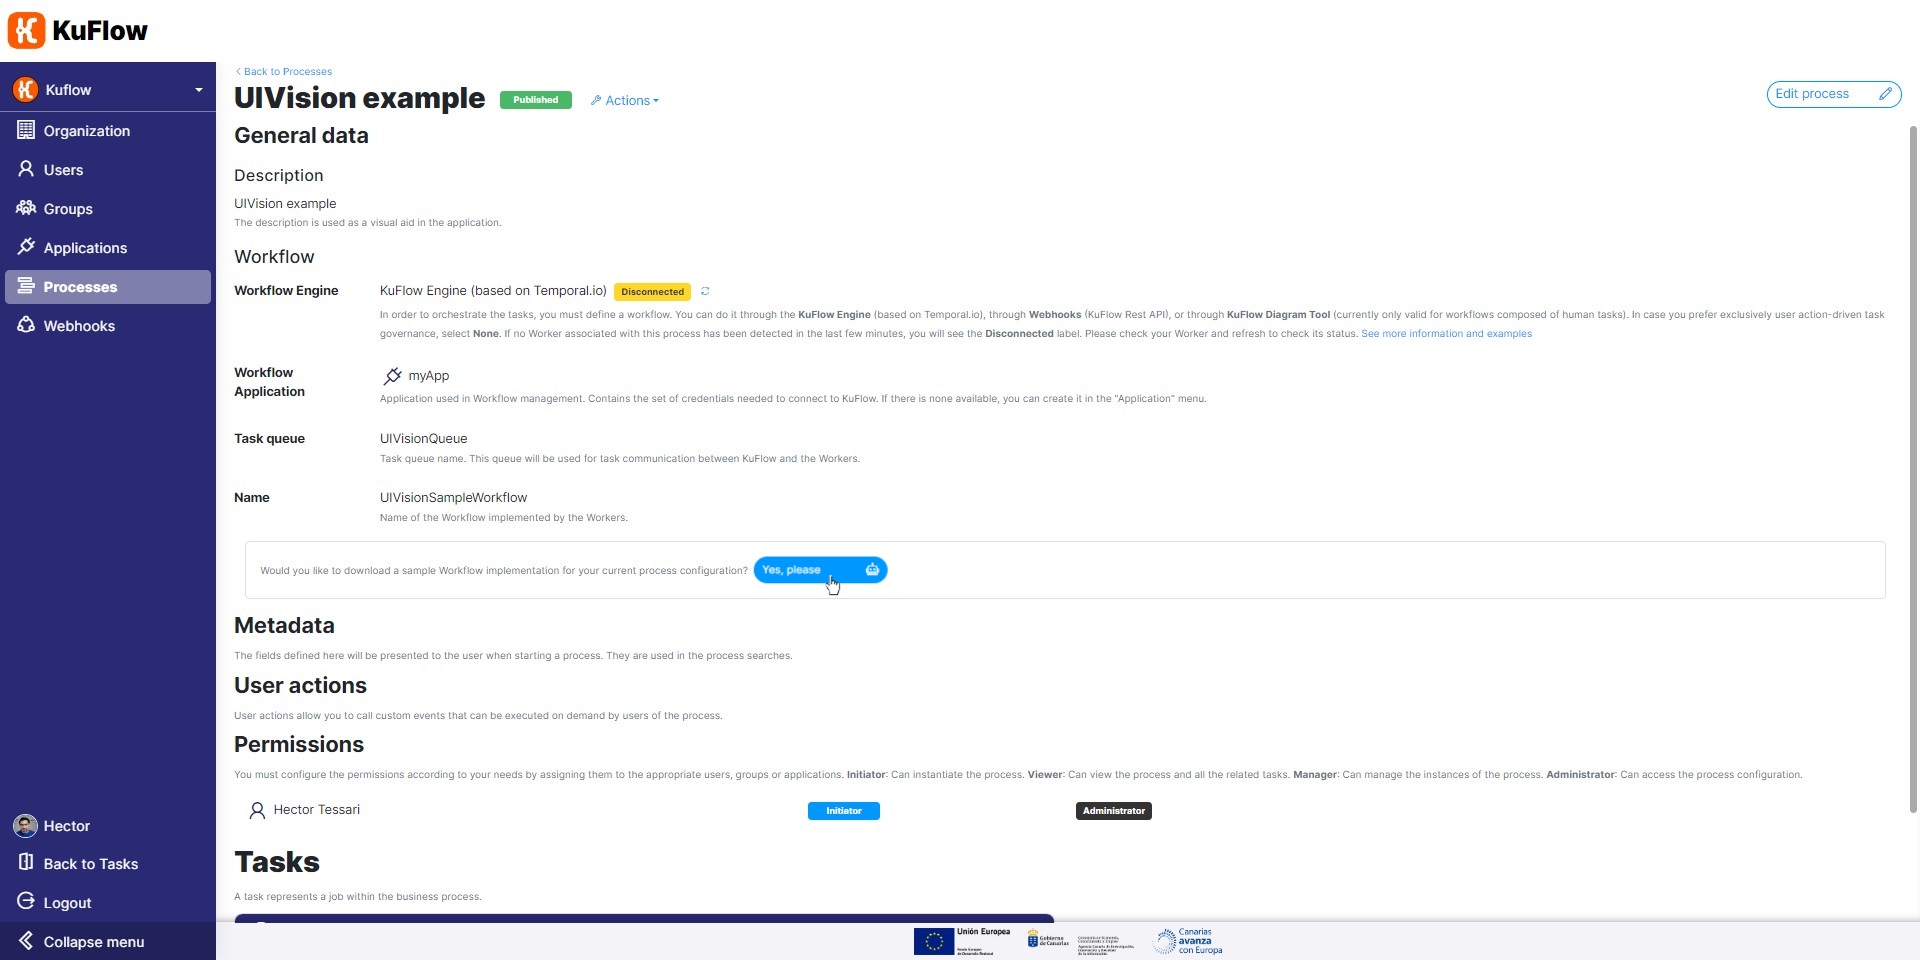 KuFlow
Kuflow
Organization
Users
Groups
Applications
Processes
Webhooks
Hector
Back to Tasks
Logout
Collapse menu
Back to Processes
UIVision example Published Actions Edit process
General data
Description
UIVision example
The description is used as a visual aid in the application.
Workflow
Workflow Engine KuFlow Engine (based on Temporal.io) Disconnected
In order to orchestrate the tasks, you must define a workflow. You can do it through the KuFlow Engine (based on Temporal.io), through Webhooks (KuFlow Rest API), or through KuFlow Diagram Tool (currently only valid for workflows composed of human tasks). In case you prefer exclusively user action-driven task
governance, select None. If no Worker associated with this process has been detected in the last few minutes, you will see the Disconnected label. Please check your Worker and refresh to check its status. See more information and examples
Workflow
Application
myApp
Application used in Workflow management. Contains the set of credentials needed to connect to KuFlow. If there is none available, you can create it in the "Application" menu.
Task queue UIVisionQueue
Task queue name. This queue will be used for task communication between KuFlow and the Workers.
Name UIVisionSampleWorkflow
Name of the Workflow implemented by the Workers.
Would you like to download a sample Workflow implementation for your current process configuration? Yes, please
Metadata
The fields defined here will be presented to the user when starting a process. They are used in the process searches.
User actions
User actions allow you to call custom events that can be executed on demand by users of the process.
Permissions
You must configure the permissions according to your needs by assigning them to the appropriate users, groups or applications. Initiator: Can instantiate the process. Viewer: Can view the process and all the related tasks. Manager: Can manage the instances of the process. Administrator: Can access the process configuration.
Hector Tessari Initiator Administrator
Tasks
A task represents a job within the business process.
Unión Europea
Gobierno
de Canarias
Canarias
avanza
con Europa